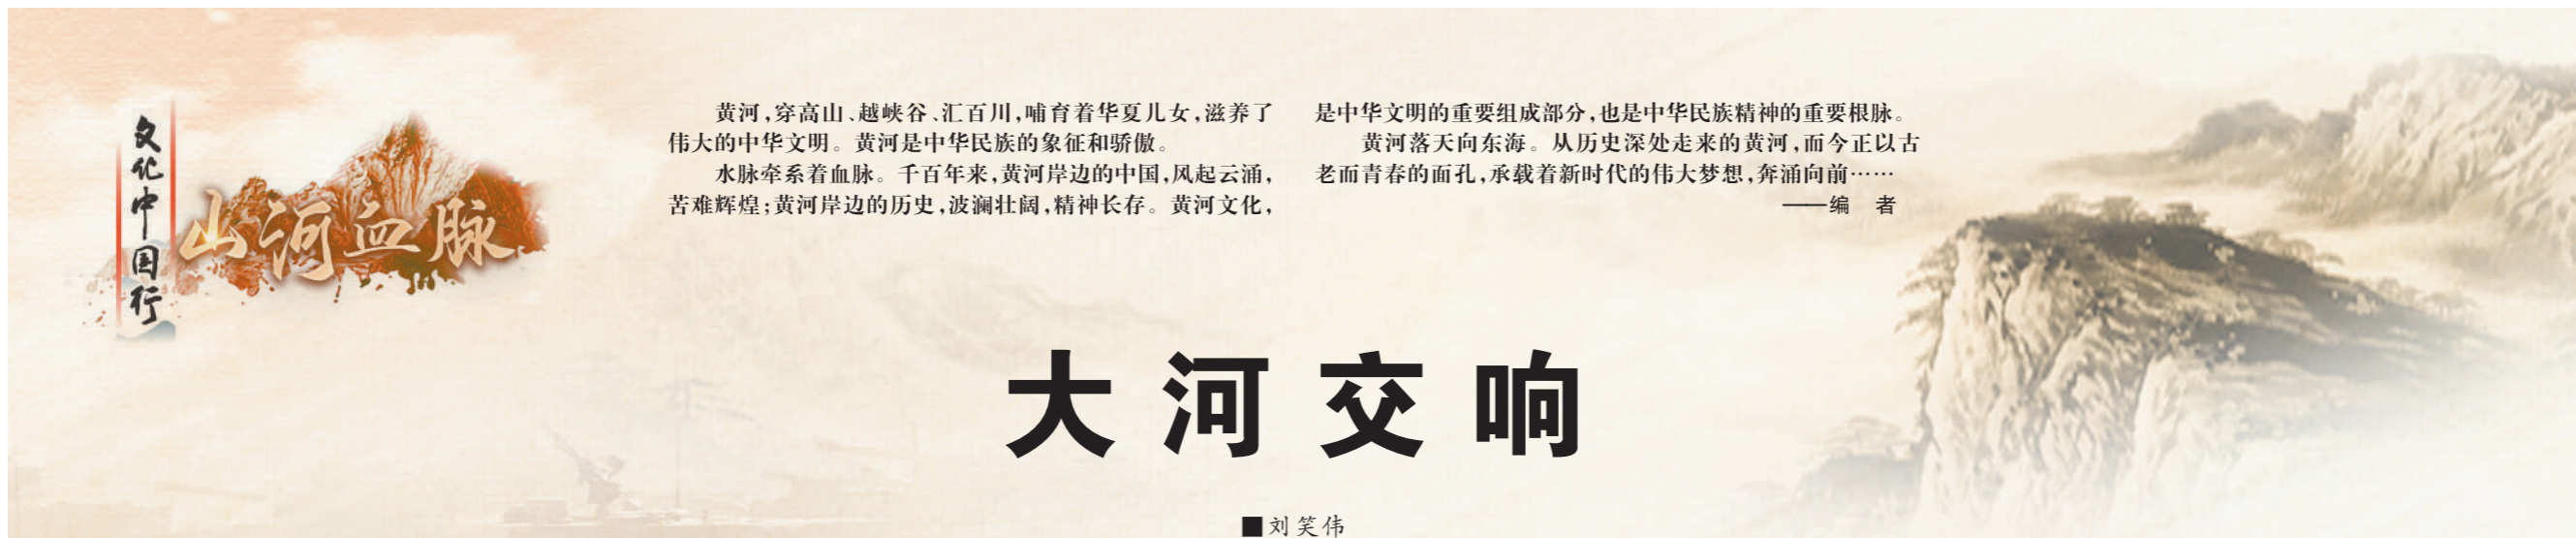 文化中国行
山河血脉
黄河,穿高山、越峡谷、汇百川,哺育着华夏儿女,滋养了
伟大的中华文明。黄河是中华民族的象征和骄傲。
水脉牵系着血脉。千百年来,黄河岸边的中国,风起云涌,
苦难辉煌;黄河岸边的历史,波澜壮阔,精神长存。黄河文化,
是中华文明的重要组成部分,也是中华民族精神的重要根脉。
黄河落天向东海。从历史深处走来的黄河,而今正以古
老而青春的面孔,承载着新时代的伟大梦想,奔涌向前……
——编 者
大河交响
■刘笑伟